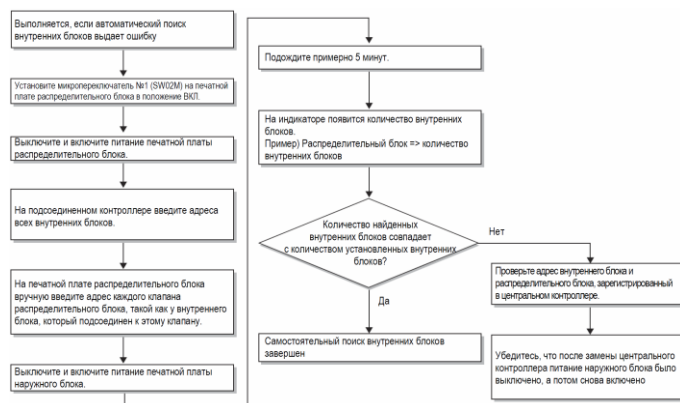 Выполняется, если автоматический поиск
внутренних блоков выдает ошибку
Установите микропереключатель №1 (SW02M) на печатной
плате распределительного блока в положение ВКЛ.
Выключите и включите питание печатной платы
распределительного блока.
На подсоединенном контроллере введите адреса
всех внутренних блоков.
На печатной плате распределительного блока
вручную введите адрес каждого клапана
распределительного блока, такой как у внутреннего
блока, который подсоединен к этому клапану.
Выключите и включите питание печатной платы
наружного блока.
Подождите примерно 5 минут.
На индикаторе появится количество внутренних
блоков.
Пример) Распределительный блок => количество
внутренних блоков
Количество найденных
внутренних блоков совпадает
с количеством установленных внутренних
блоков?
Нет
Да
Самостоятельный поиск внутренних блоков
завершен
Проверьте адрес внутреннего блока и
распределительного блока, зарегистрированный
в центральном контроллере.
Убедитесь, что после замены центрального
контроллера питание наружного блока было
выключено, а потом снова включено